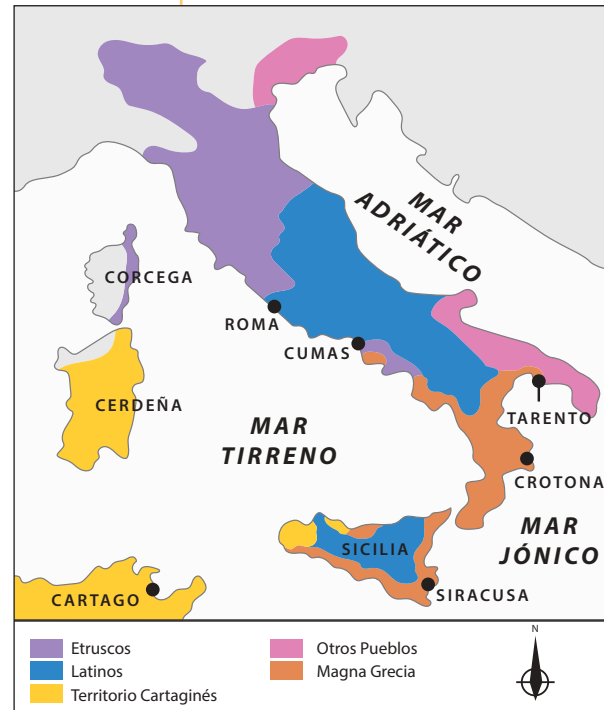 MAR
ADRIÁTICO
CORCEGA
ROMA
CUMAS
CERDEÑA
TARENTO
MAR
TIRRENO
CROTONA
MAR
JÓNICO
SICILIA
CARTAGO
SIRACUSA
Etruscos
Latinos
Territorio Cartaginés
Otros Pueblos
Magna Grecia
N